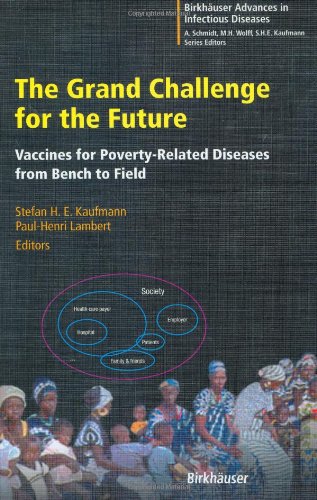 Birkhäuser Advances in
Infectious Diseases
A. Schmidt, M.H. Wolff, S.H.E. Kaufmann
Series Editors
The Grand Challenge
for the Future
Vaccines for Poverty-Related Diseases
from Bench to Field
Stefan H. E. Kaufmann
Paul-Henri Lambert
Editors
Society
Health care payer
Employer
Hospital
Patients
Family & friends
Birkhäuser